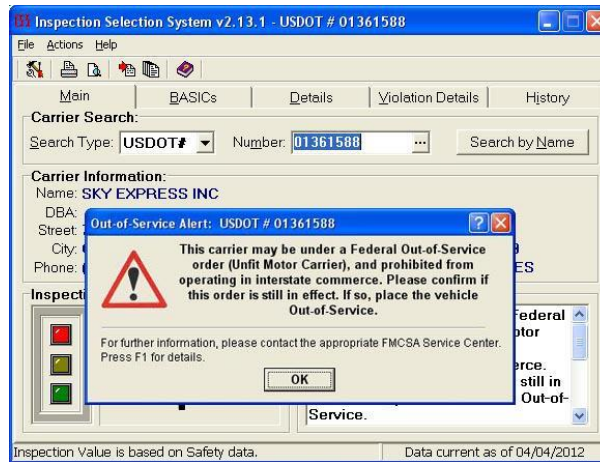 Inspection Selection System v2.13.1 - USDOT # 01361588
File Actions Help
Main BASICs Details Violation Details History
Carrier Search:
Search Type: USDOT# Number: 01361588 ... Search by Name
Carrier Information:
Name: SKY EXPRESS INC
DBA:
Street:
City:
Phone: ES
Out-of-Service Alert: USDOT # 01361588
This carrier may be under a Federal Out-of-Service
order (Unfit Motor Carrier), and prohibited from
operating in interstate commerce. Please confirm if
this order is still in effect. If so, place the vehicle
Out-of-Service.
For further information, please contact the appropriate FMCSA Service Center.
Press F1 for details.
OK
Inspecti
Federal
otor
erce.
still in
Out-of-
Service.
Inspection Value is based on Safety data. Data current as of 04/04/2012